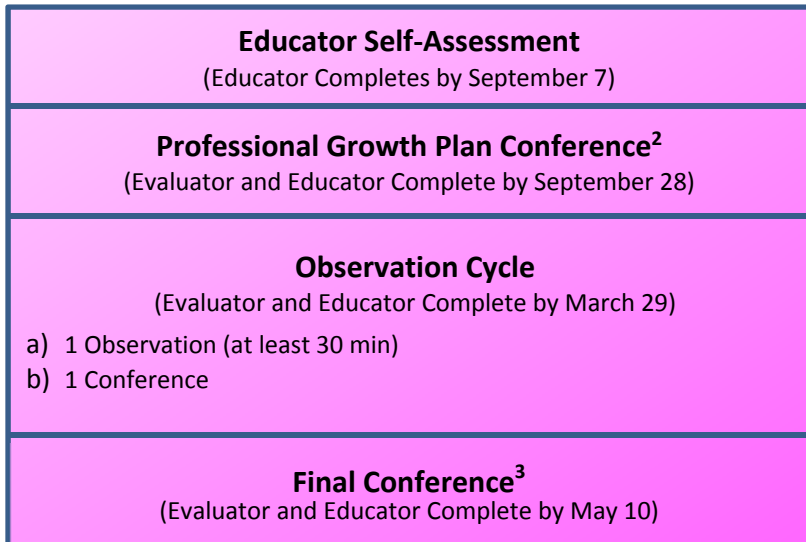 Educator Self-Assessment
(Educator Completes by September 7)
Professional Growth Plan Conference²
(Evaluator and Educator Complete by September 28)
Observation Cycle
(Evaluator and Educator Complete by March 29)
a) 1 Observation (at least 30 min)
b) 1 Conference
Final Conference³
(Evaluator and Educator Complete by May 10)